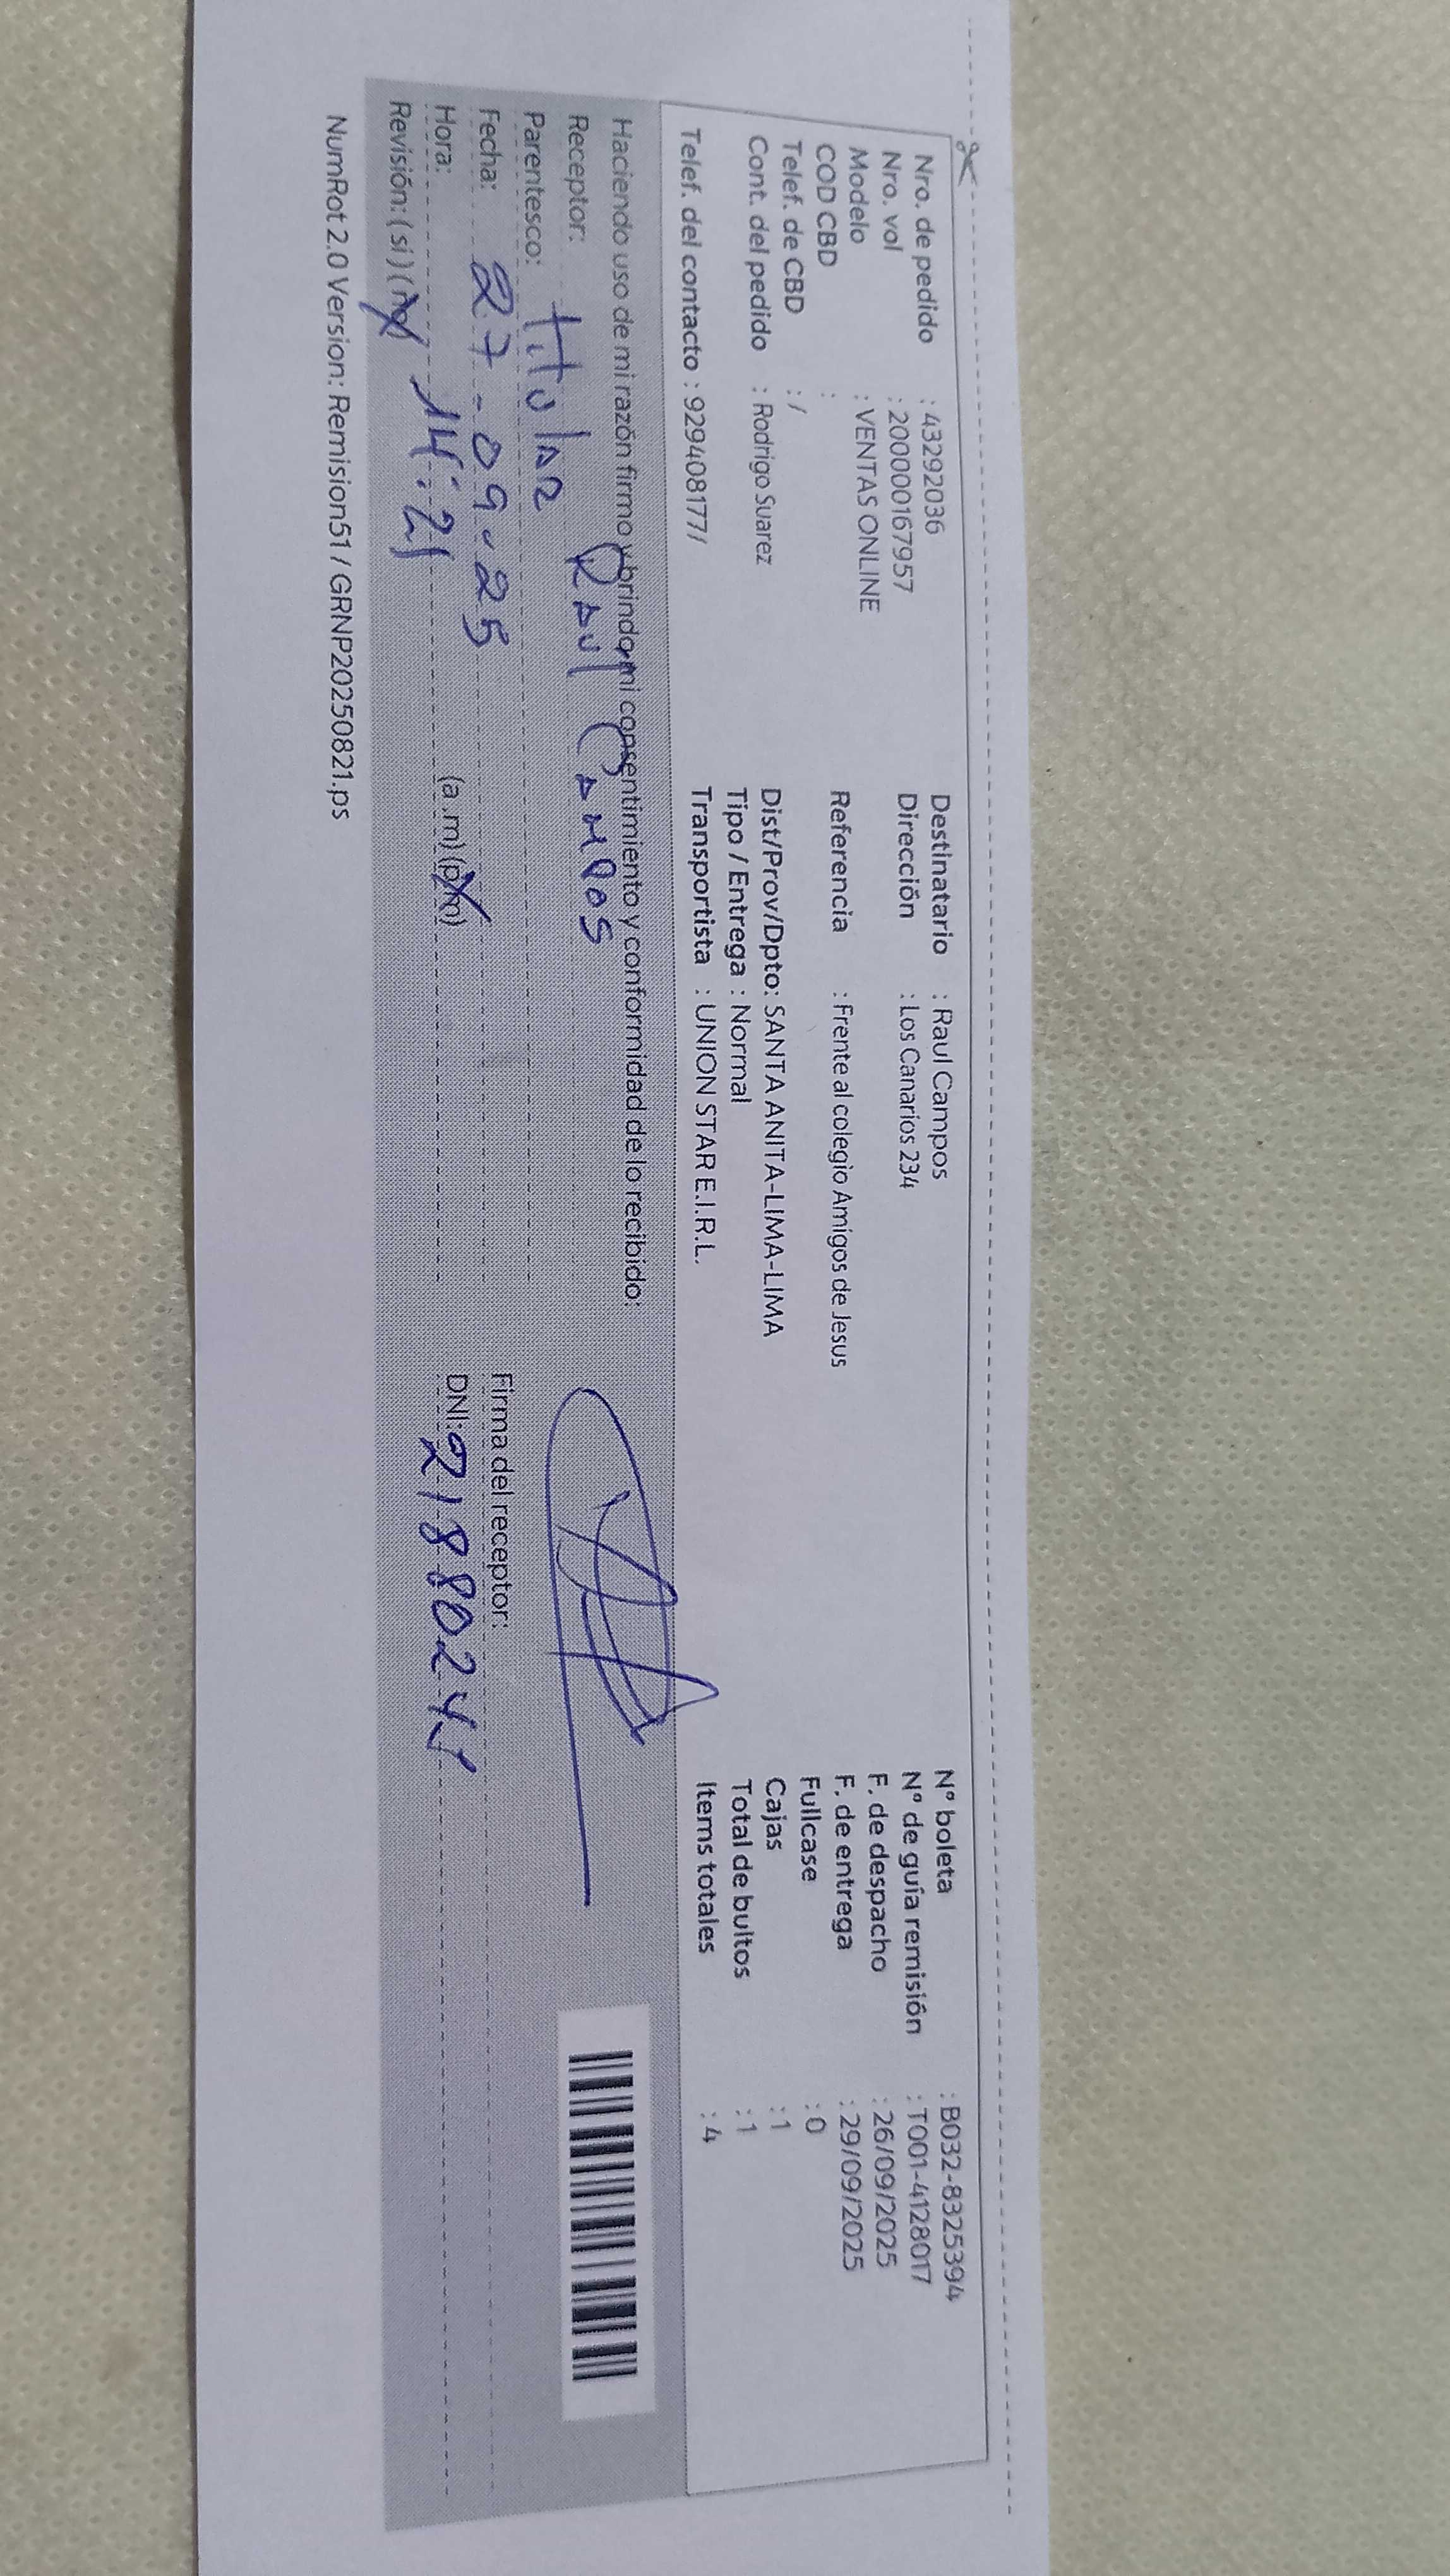 Nro. de pedido : 43292036
Nro. vol : 2000001679 57
Modelo : VENTAS ONLINE
COD CBD :
Telef. de CBD : /
Cont. del pedido : Rodrigo Suarez
Telef. del contacto : 929408177/
Destinatario : Raul Campos
Dirección : Los Canarios 234
Referencia : Frente al colegio Amigos de Jesus
Dist/Prov/Dpto: SANTA ANITA-LIMA-LIMA
Tipo / Entrega : Normal
Transportista : UNION STAR E.I.R.L.
Nº boleta : B032-8325394
Nº de guía remisión : T001-4128017
F. de despacho : 26/09/2025
F. de entrega : 29/09/2025
Fullcase : 0
Cajas : 1
Total de bultos : 1
Items totales : 4
Haciendo uso de mi razón firmo y brindo mi consentimiento y conformidad de lo recibido:
Receptor: Raul Campos
Parentesco: titular
Fecha: 27-09-25
Hora: 14:21 (a.m) (p.m)
Revisión: (si) (no)
Firma del receptor:
DNI: 21880245
NumRot 2.0 Version: Remision51 / GRNP20250821.ps